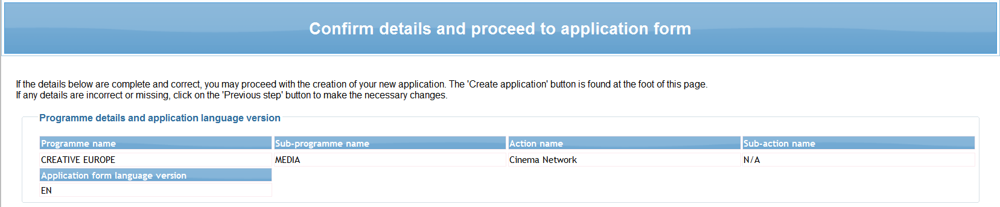 Confirm details and proceed to application form
If the details below are complete and correct, you may proceed with the creation of your new application. The 'Create application' button is found at the foot of this page.
If any details are incorrect or missing, click on the 'Previous step' button to make the necessary changes.
Programme details and application language version
Programme name Sub-programme name Action name Sub-action name
CREATIVE EUROPE MEDIA Cinema Network N/A
Application form language version
EN